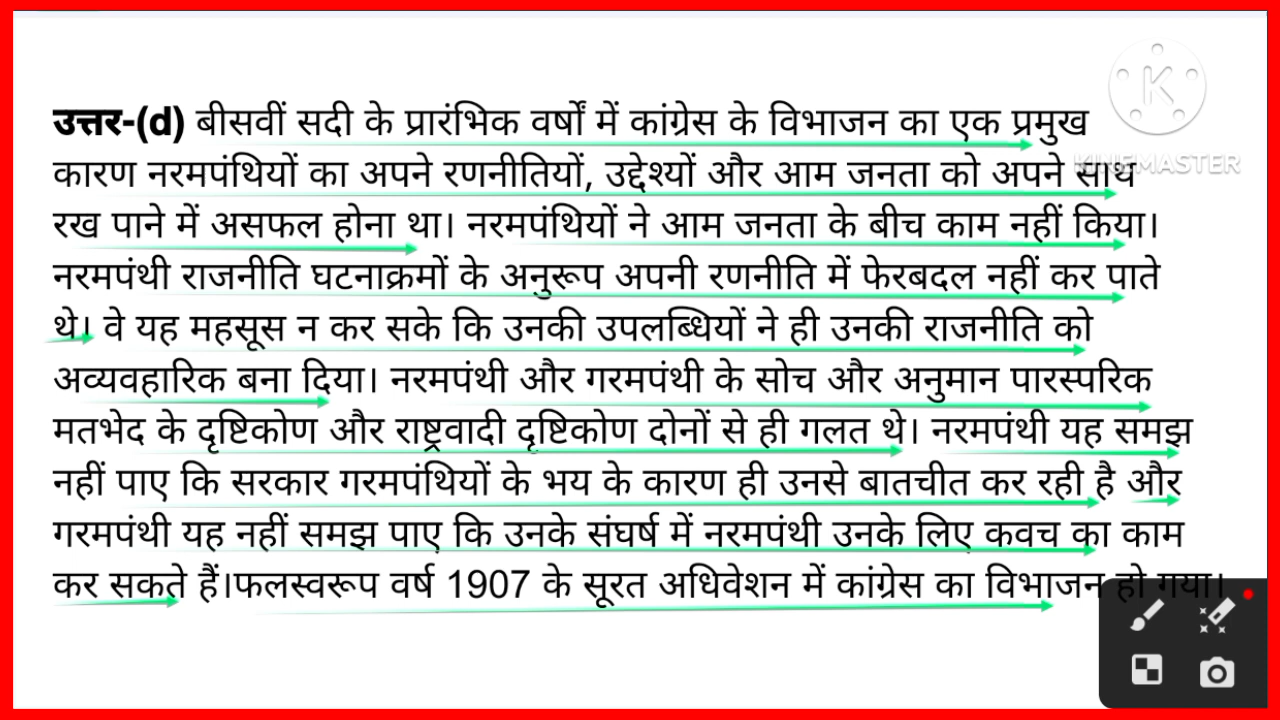 उत्तर-(d) बीसवीं सदी के प्रारंभिक वर्षों में कांग्रेस के विभाजन का एक प्रमुख
कारण नरमपंथियों का अपने रणनीतियों, उद्देश्यों और आम जनता को अपने साथ
रख पाने में असफल होना था। नरमपंथियों ने आम जनता के बीच काम नहीं किया।
नरमपंथी राजनीति घटनाक्रमों के अनुरूप अपनी रणनीति में फेरबदल नहीं कर पाते
थे। वे यह महसूस न कर सके कि उनकी उपलब्धियों ने ही उनकी राजनीति को
अव्यवहारिक बना दिया। नरमपंथी और गरमपंथी के सोच और अनुमान पारस्परिक
मतभेद के दृष्टिकोण और राष्ट्रवादी दृष्टिकोण दोनों से ही गलत थे। नरमपंथी यह समझ
नहीं पाए कि सरकार गरमपंथियों के भय के कारण ही उनसे बातचीत कर रही है और
गरमपंथी यह नहीं समझ पाए कि उनके संघर्ष में नरमपंथी उनके लिए कवच का काम
कर सकते हैं।फलस्वरूप वर्ष 1907 के सूरत अधिवेशन में कांग्रेस का विभाजन हो गया।
K
KINEMASTER